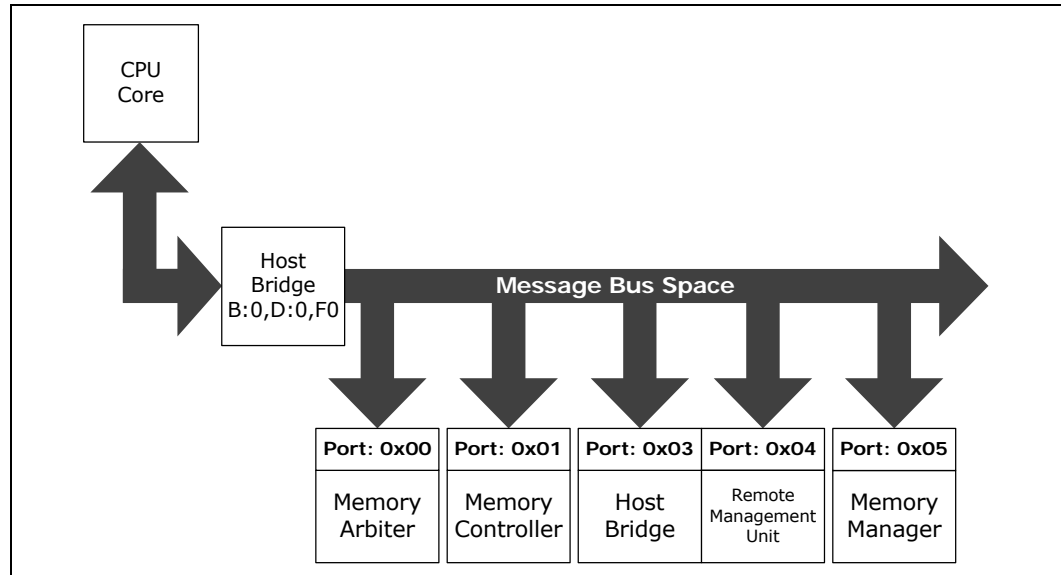 CPU
Core
Host
Bridge
B:0,D:0,F0
Message Bus Space
Port: 0x00
Memory
Arbiter
Port: 0x01
Memory
Controller
Port: 0x03
Host
Bridge
Port: 0x04
Remote
Management
Unit
Port: 0x05
Memory
Manager